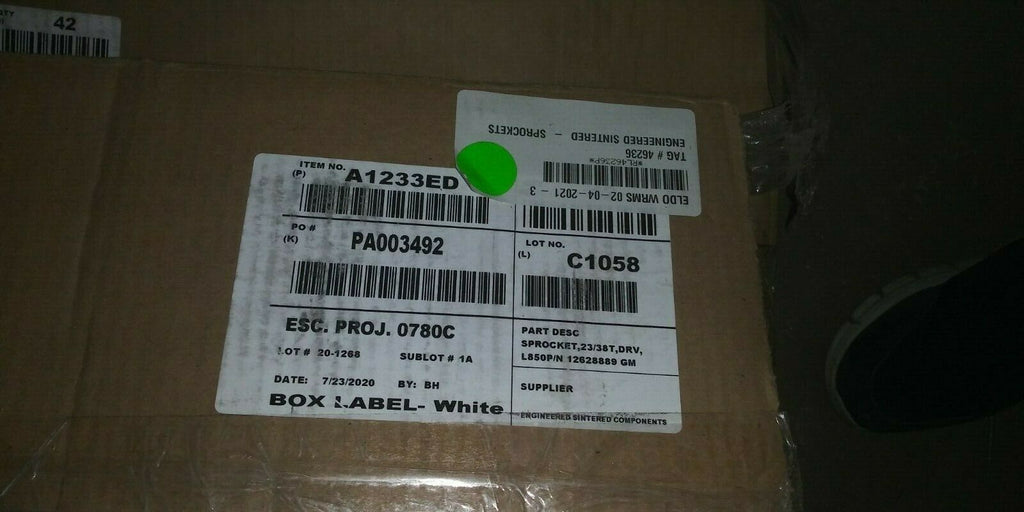 QTY
42
ENGINEERED SINTERED - SPROCKETS
TAG # 46236
*RL46236P*
ELDO WRMS 02-04-2021 - 3
ITEM NO.
(P)
A1233ED
PO #
(K)
PA003492
LOT NO.
(L)
C1058
ESC. PROJ. 0780C
LOT # 20-1268 SUBLOT # 1A
DATE: 7/23/2020 BY: BH
BOX LABEL- White
PART DESC
SPROCKET,23/38T,DRV,
L850P/N 12628889 GM
SUPPLIER
ENGINEERED SINTERED COMPONENTS